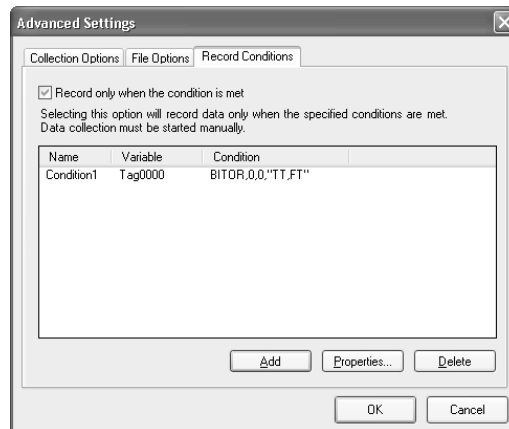 Advanced Settings
Collection Options File Options Record Conditions
Record only when the condition is met
Selecting this option will record data only when the specified conditions are met.
Data collection must be started manually.
Name Variable Condition
Condition1 Tag0000 BITOR,0,0,"TT,FT"
Add Properties... Delete
OK Cancel